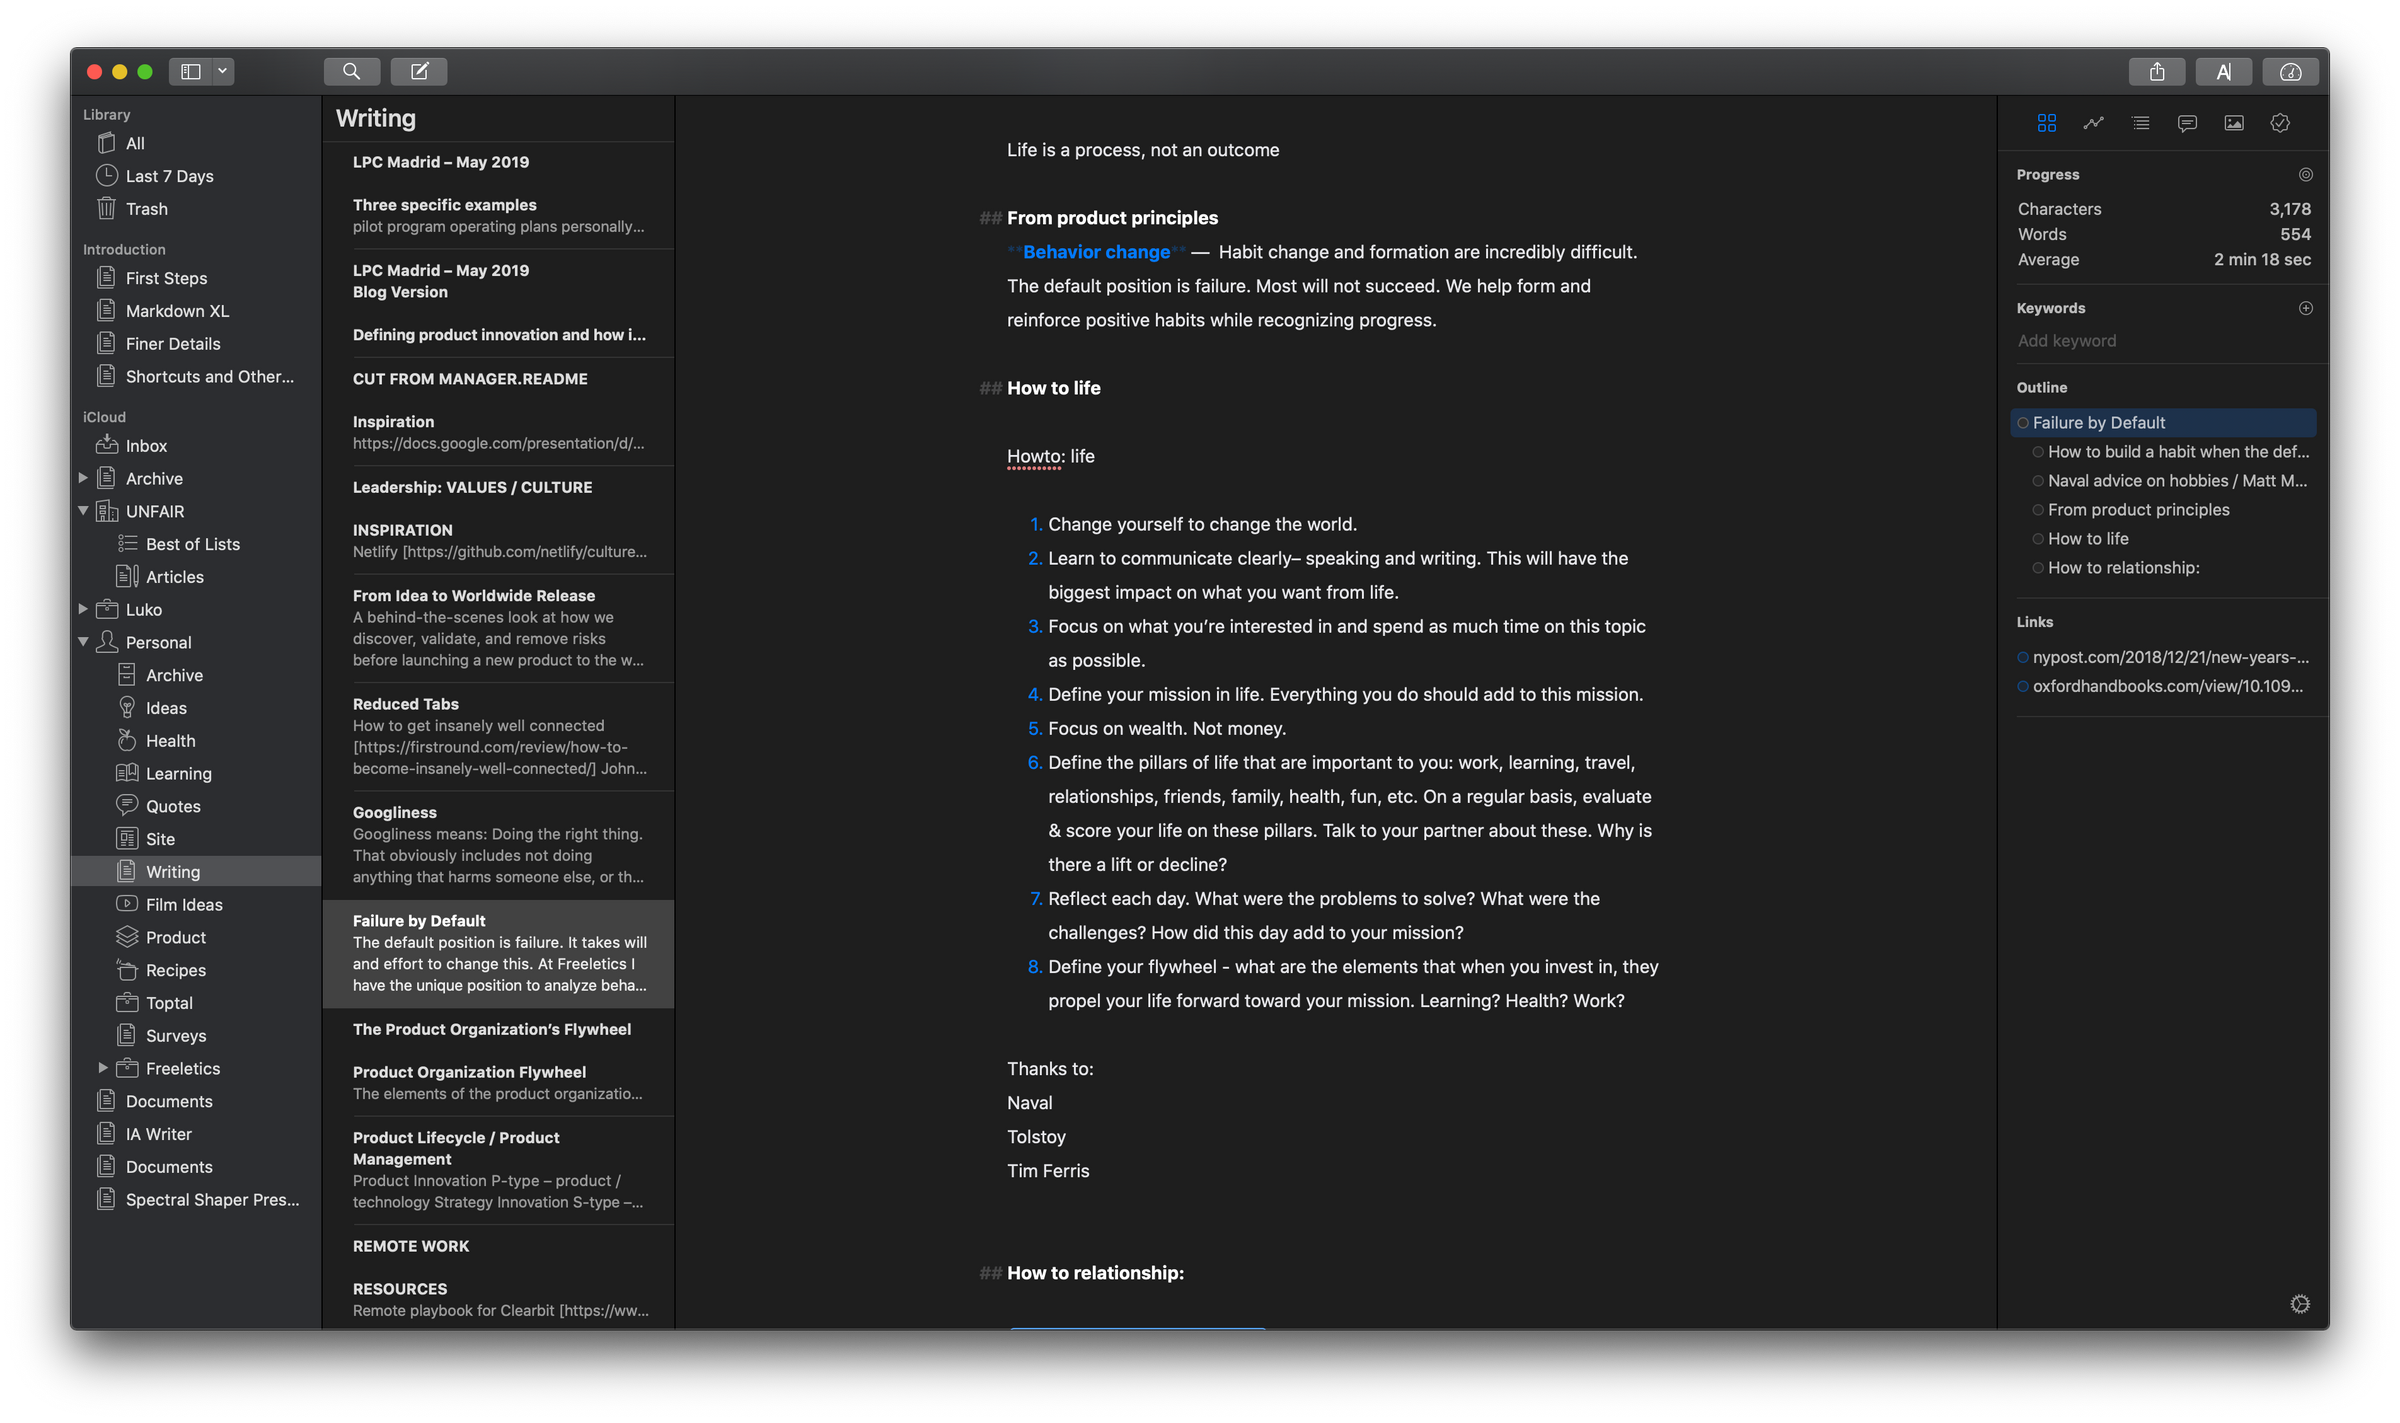 Library
All
Last 7 Days
Trash
Introduction
First Steps
Markdown XL
Finer Details
Shortcuts and Other...
iCloud
Inbox
Archive
UNFAIR
Best of Lists
Articles
Luko
Personal
Archive
Ideas
Health
Learning
Quotes
Site
Writing
Film Ideas
Product
Recipes
Toptal
Surveys
Freeletics
Documents
IA Writer
Documents
Spectral Shaper Pres...
Writing
LPC Madrid – May 2019
Three specific examples
pilot program operating plans personally...
LPC Madrid – May 2019
Blog Version
Defining product innovation and how i...
CUT FROM MANAGER.README
Inspiration
https://docs.google.com/presentation/d/...
Leadership: VALUES / CULTURE
INSPIRATION
Netlify [https://github.com/netlify/culture...
From Idea to Worldwide Release
A behind-the-scenes look at how we
discover, validate, and remove risks
before launching a new product to the w...
Reduced Tabs
How to get insanely well connected
[https://firstround.com/review/how-to-
become-insanely-well-connected/] John...
Googliness
Googliness means: Doing the right thing.
That obviously includes not doing
anything that harms someone else, or th...
Failure by Default
The default position is failure. It takes will
and effort to change this. At Freeletics I
have the unique position to analyze beha...
The Product Organization’s Flywheel
Product Organization Flywheel
The elements of the product organizatio...
Product Lifecycle / Product
Management
Product Innovation P-type – product /
technology Strategy Innovation S-type –...
REMOTE WORK
RESOURCES
Remote playbook for Clearbit [https://ww...
Life is a process, not an outcome
## From product principles
**Behavior change** — Habit change and formation are incredibly difficult.
The default position is failure. Most will not succeed. We help form and
reinforce positive habits while recognizing progress.
## How to life
Howto: life
1. Change yourself to change the world.
2. Learn to communicate clearly– speaking and writing. This will have the
biggest impact on what you want from life.
3. Focus on what you’re interested in and spend as much time on this topic
as possible.
4. Define your mission in life. Everything you do should add to this mission.
5. Focus on wealth. Not money.
6. Define the pillars of life that are important to you: work, learning, travel,
relationships, friends, family, health, fun, etc. On a regular basis, evaluate
& score your life on these pillars. Talk to your partner about these. Why is
there a lift or decline?
7. Reflect each day. What were the problems to solve? What were the
challenges? How did this day add to your mission?
8. Define your flywheel - what are the elements that when you invest in, they
propel your life forward toward your mission. Learning? Health? Work?
Thanks to:
Naval
Tolstoy
Tim Ferris
## How to relationship:
A
Progress
Characters 3,178
Words 554
Average 2 min 18 sec
Keywords
Add keyword
Outline
Failure by Default
How to build a habit when the def...
Naval advice on hobbies / Matt M...
From product principles
How to life
How to relationship:
Links
nypost.com/2018/12/21/new-years-...
oxfordhandbooks.com/view/10.109...